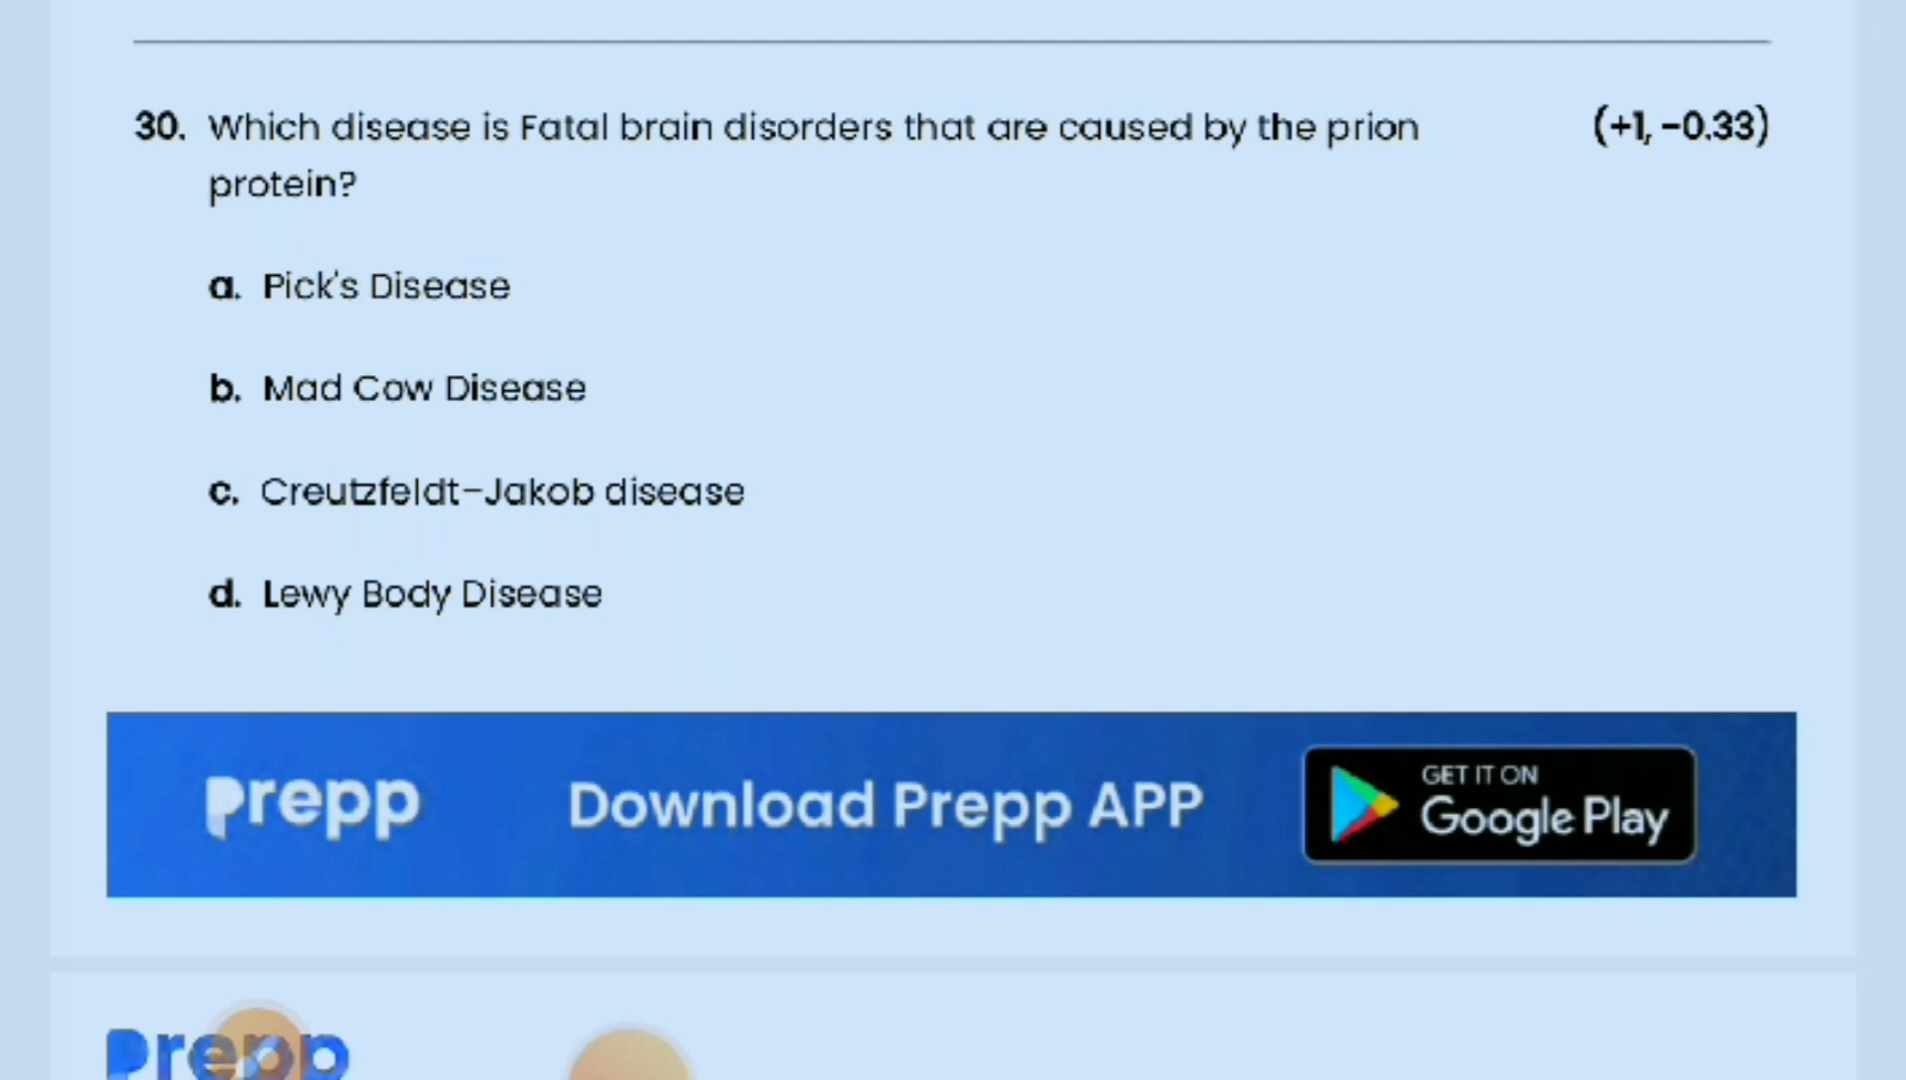 30. Which disease is Fatal brain disorders that are caused by the prion (+1, -0.33)
protein?
a. Pick's Disease
b. Mad Cow Disease
c. Creutzfeldt-Jakob disease
d. Lewy Body Disease
prepp Download Prepp APP GET IT ON
Google Play
Prepp